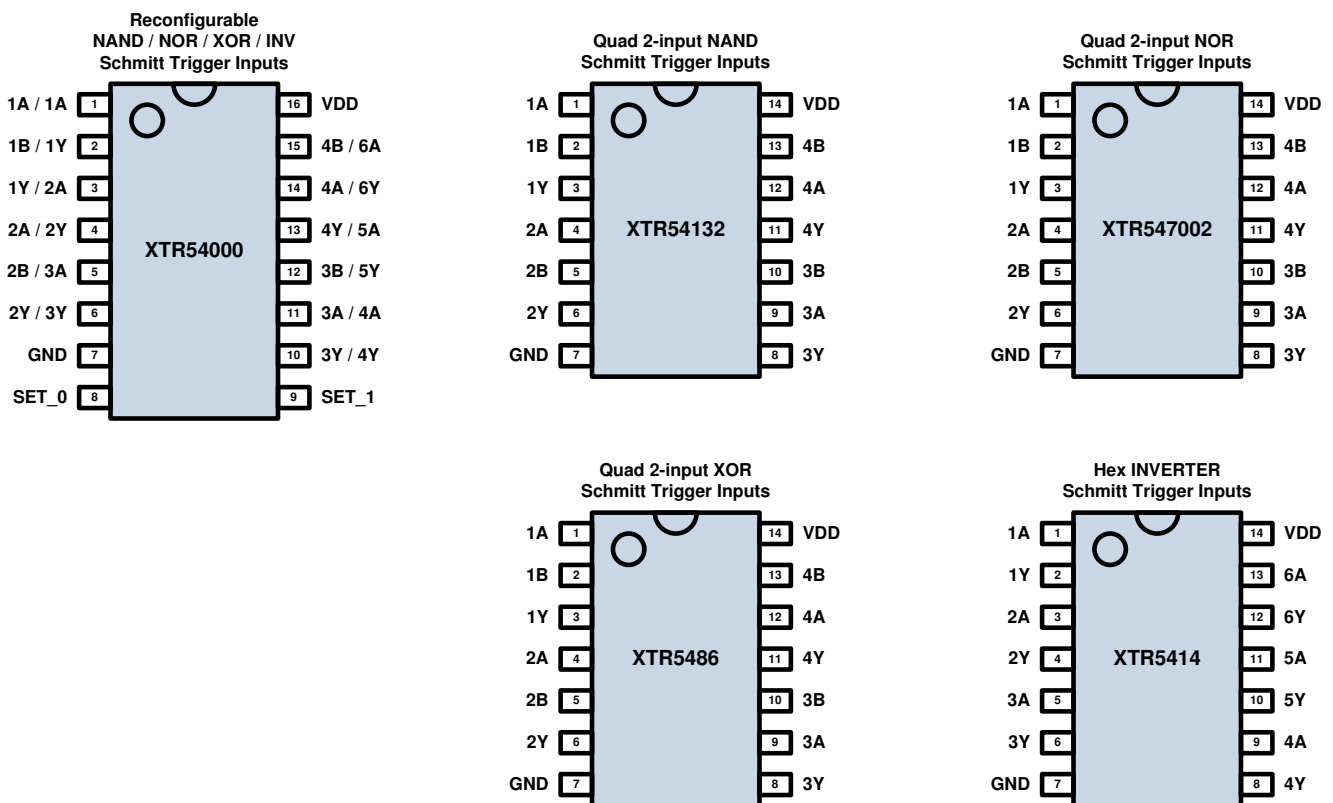 Reconfigurable
NAND / NOR / XOR / INV
Schmitt Trigger Inputs
1A / 1A 1 16 VDD
1B / 1Y 2 15 4B / 6A
1Y / 2A 3 14 4A / 6Y
2A / 2Y 4 13 4Y / 5A
XTR54000
2B / 3A 5 12 3B / 5Y
2Y / 3Y 6 11 3A / 4A
GND 7 10 3Y / 4Y
SET_0 8 9 SET_1
Quad 2-input NAND
Schmitt Trigger Inputs
1A 1 14 VDD
1B 2 13 4B
1Y 3 12 4A
2A 4 XTR54132 11 4Y
2B 5 10 3B
2Y 6 9 3A
GND 7 8 3Y
Quad 2-input NOR
Schmitt Trigger Inputs
1A 1 14 VDD
1B 2 13 4B
1Y 3 12 4A
2A 4 XTR547002 11 4Y
2B 5 10 3B
2Y 6 9 3A
GND 7 8 3Y
Quad 2-input XOR
Schmitt Trigger Inputs
1A 1 14 VDD
1B 2 13 4B
1Y 3 12 4A
2A 4 XTR5486 11 4Y
2B 5 10 3B
2Y 6 9 3A
GND 7 8 3Y
Hex INVERTER
Schmitt Trigger Inputs
1A 1 14 VDD
1Y 2 13 6A
2A 3 12 6Y
2Y 4 XTR5414 11 5A
3A 5 10 5Y
3Y 6 9 4A
GND 7 8 4Y